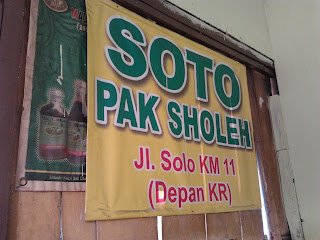 SOTO
PAK SHOLEH
Jl. Solo KM 11
(Depan KR)